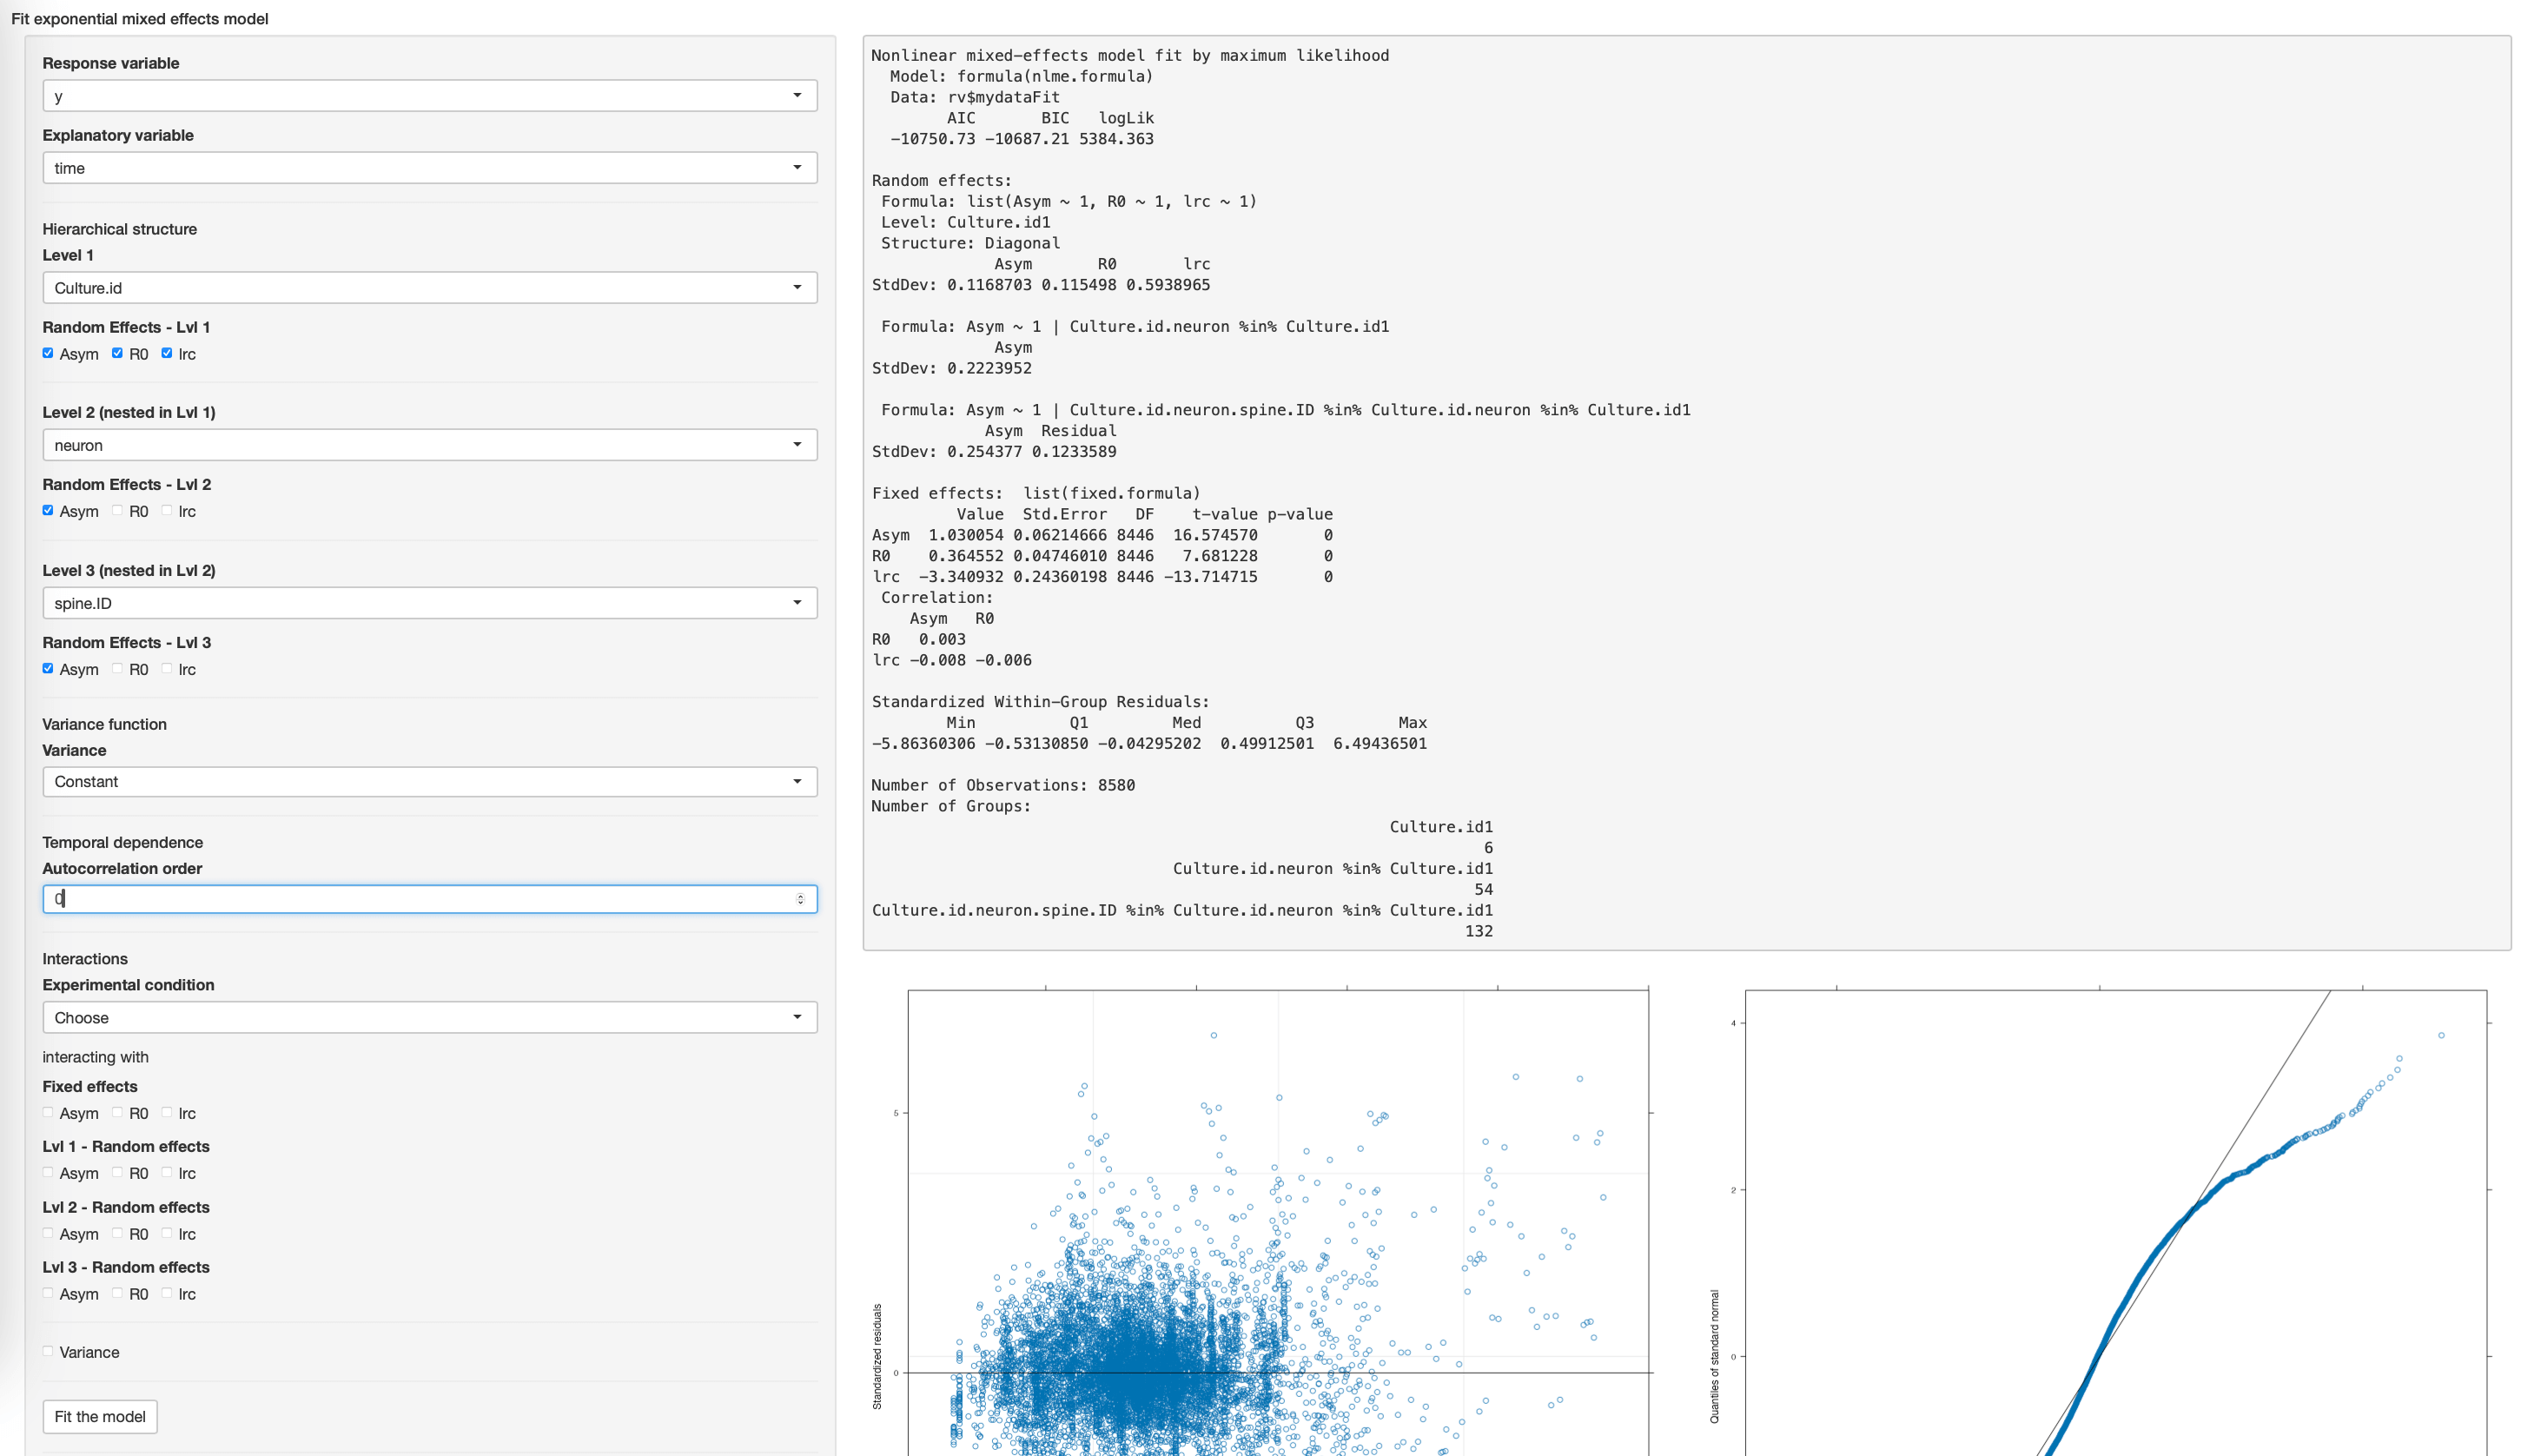 Fit exponential mixed effects model
Response variable
y
Explanatory variable
time
Hierarchical structure
Level 1
Culture.id
Random Effects - Lvl 1
Asym R0 lrc
Level 2 (nested in Lvl 1)
neuron
Random Effects - Lvl 2
Asym R0 lrc
Level 3 (nested in Lvl 2)
spine.ID
Random Effects - Lvl 3
Asym R0 lrc
Variance function
Variance
Constant
Temporal dependence
Autocorrelation order
0
Interactions
Experimental condition
Choose
interacting with
Fixed effects
Asym R0 lrc
Lvl 1 - Random effects
Asym R0 lrc
Lvl 2 - Random effects
Asym R0 lrc
Lvl 3 - Random effects
Asym R0 lrc
Variance
Fit the model
Nonlinear mixed-effects model fit by maximum likelihood
Model: formula(nlme.formula)
Data: rv$mydataFit
AIC BIC logLik
-10750.73 -10687.21 5384.363
Random effects:
Formula: list(Asym ~ 1, R0 ~ 1, lrc ~ 1)
Level: Culture.id1
Structure: Diagonal
Asym R0 lrc
StdDev: 0.1168703 0.115498 0.5938965
Formula: Asym ~ 1 | Culture.id.neuron %in% Culture.id1
Asym
StdDev: 0.2223952
Formula: Asym ~ 1 | Culture.id.neuron.spine.ID %in% Culture.id.neuron %in% Culture.id1
Asym Residual
StdDev: 0.254377 0.1233589
Fixed effects: list(fixed.formula)
Value Std.Error DF t-value p-value
Asym 1.030054 0.06214666 8446 16.574570 0
R0 0.364552 0.04746010 8446 7.681228 0
lrc -3.340932 0.24360198 8446 -13.714715 0
Correlation:
Asym R0
R0 0.003
lrc -0.008 -0.006
Standardized Within-Group Residuals:
Min Q1 Med Q3 Max
-5.86360306 -0.53130850 -0.04295202 0.49912501 6.49436501
Number of Observations: 8580
Number of Groups:
Culture.id1
6
Culture.id.neuron %in% Culture.id1
54
Culture.id.neuron.spine.ID %in% Culture.id.neuron %in% Culture.id1
132
Standardized residuals
5
0
Quantiles of standard normal
4
2
0